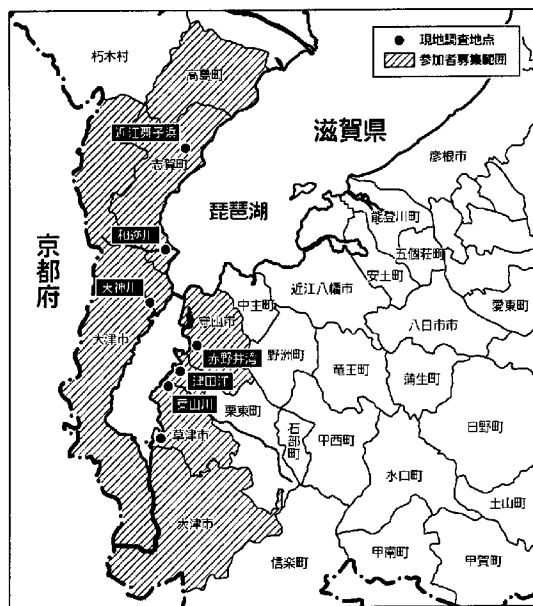 現地調査地点
参加者募集範囲
朽木村
高島町
近江舞子浜
志賀町
滋賀県
彦根市
琵琶湖
和邇川
能登川町
五個荘町
京都府
安土町
天神川
近江八幡市
中主町
愛東町
大津市
守山市
八日市市
赤野井湾
野洲町
竜王町
蒲生町
津田江
葉山川
栗東町
石部町
甲西町
日野町
草津市
水口町
大津市
土山町
信楽町
甲南町
甲賀町